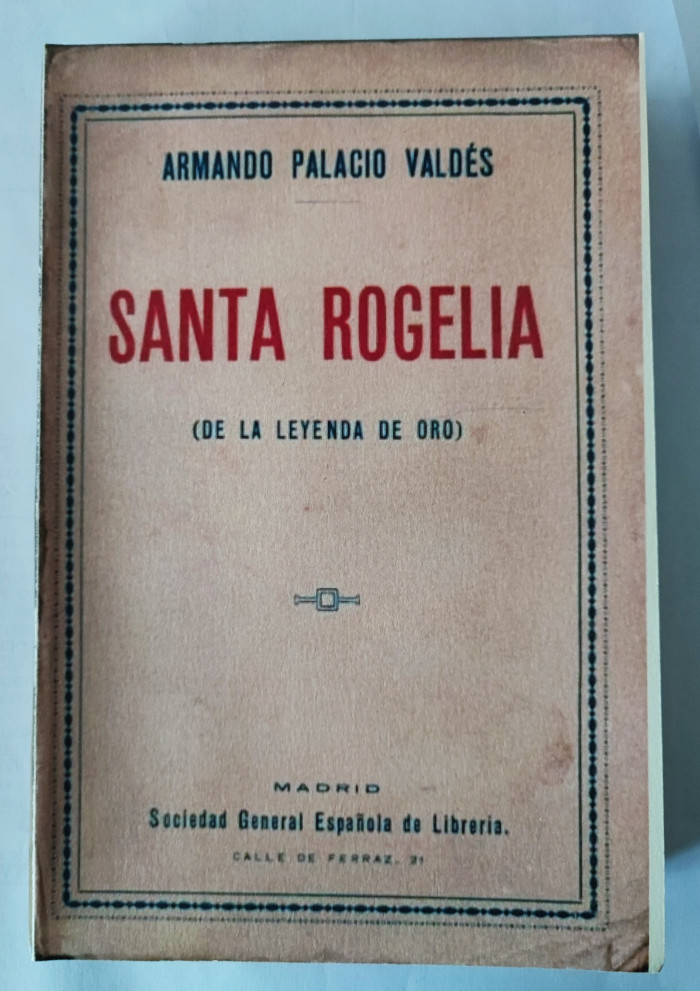 ARMANDO PALACIO VALDÉS
SANTA ROGELIA
(DE LA LEYENDA DE ORO)
MADRID
Sociedad General Española de Librería.
CALLE DE FERRAZ, 21